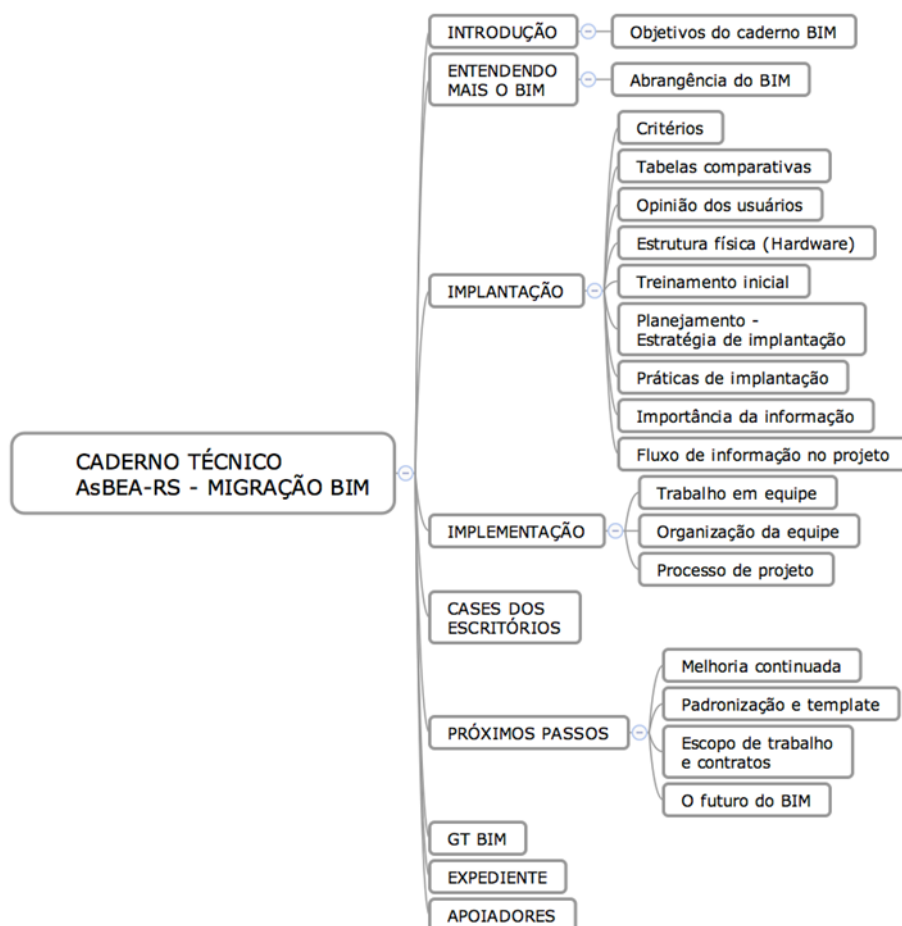 CADERNO TÉCNICO
AsBEA-RS - MIGRAÇÃO BIM
INTRODUÇÃO
Objetivos do caderno BIM
ENTENDENDO
MAIS O BIM
Abrangência do BIM
IMPLANTAÇÃO
Critérios
Tabelas comparativas
Opinião dos usuários
Estrutura física (Hardware)
Treinamento inicial
Planejamento -
Estratégia de implantação
Práticas de implantação
Importância da informação
Fluxo de informação no projeto
IMPLEMENTAÇÃO
Trabalho em equipe
Organização da equipe
Processo de projeto
CASES DOS
ESCRITÓRIOS
PRÓXIMOS PASSOS
Melhoria continuada
Padronização e template
Escopo de trabalho
e contratos
O futuro do BIM
GT BIM
EXPEDIENTE
APOIADORES